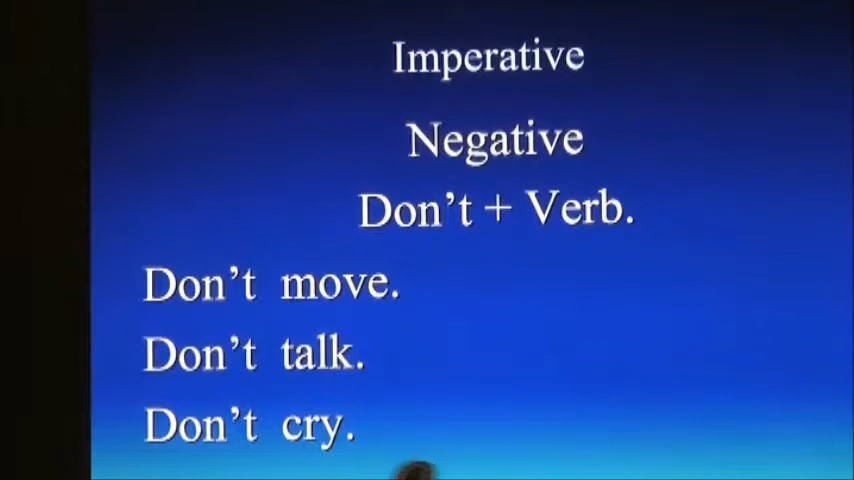 Imperative
Negative
Don't + Verb.
Don't move.
Don't talk.
Don't cry.